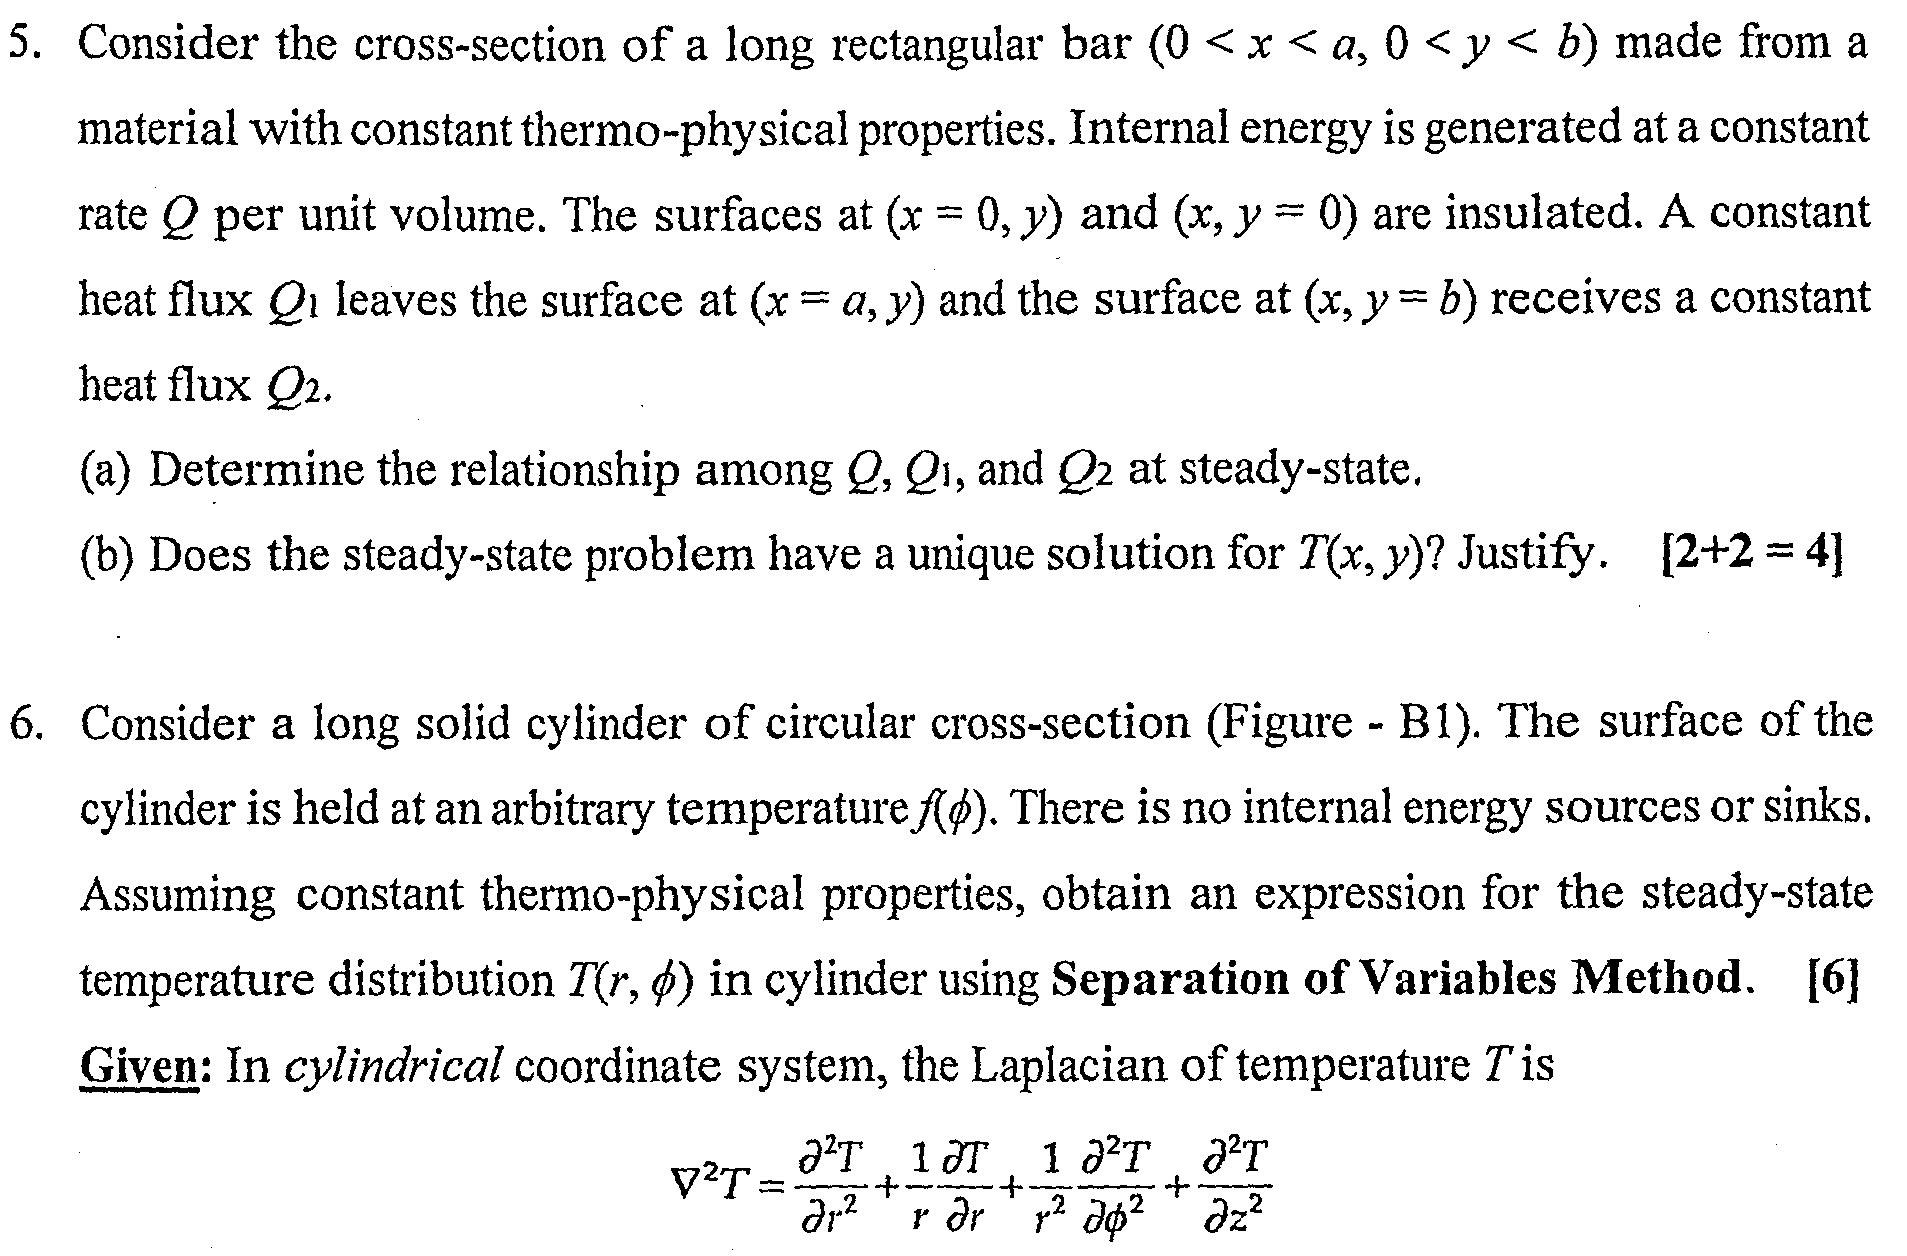 5. Consider the cross-section of a long rectangular bar (0 < x < a, 0 < y < b) made from a
material with constant thermo-physical properties. Internal energy is generated at a constant
rate Q per unit volume. The surfaces at (x = 0, y) and (x, y = 0) are insulated. A constant
heat flux Q₁ leaves the surface at (x = a, y) and the surface at (x, y = b) receives a constant
heat flux Q₂.
(a) Determine the relationship among Q, Q₁, and Q₂ at steady-state.
(b) Does the steady-state problem have a unique solution for T(x, y)? Justify. [2+2 = 4]
6. Consider a long solid cylinder of circular cross-section (Figure - B1). The surface of the
cylinder is held at an arbitrary temperature f(ϕ). There is no internal energy sources or sinks.
Assuming constant thermo-physical properties, obtain an expression for the steady-state
temperature distribution T(r, ϕ) in cylinder using Separation of Variables Method. [6]
Given: In cylindrical coordinate system, the Laplacian of temperature T is
∇²T = ∂²T/∂r² + 1/r ∂T/∂r + 1/r² ∂²T/∂ϕ² + ∂²T/∂z²